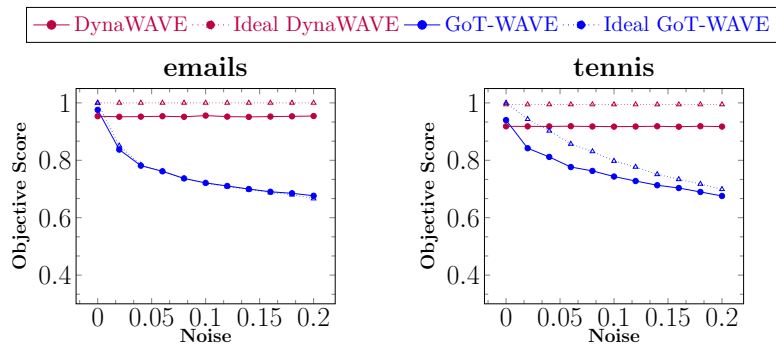 DynaWAVE Ideal DynaWAVE GoT-WAVE Ideal GoT-WAVE
emails
1
0.8
0.6
0.4
Objective Score
0 0.05 0.1 0.15 0.2
Noise
tennis
1
0.8
0.6
0.4
Objective Score
0 0.05 0.1 0.15 0.2
Noise